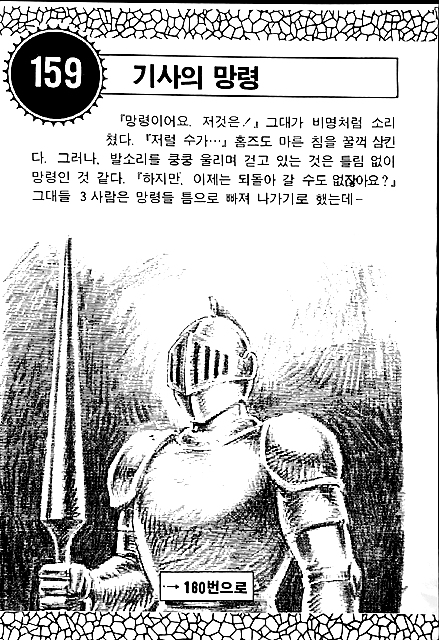 159
기사의 망령
『망령이어요. 저것은!』 그대가 비명처럼 소리
쳤다. 『저럴 수가…』 홈즈도 마른 침을 꿀꺽 삼킨
다. 그러나, 발소리를 쿵쿵 울리며 걷고 있는 것은 틀림 없이
망령인 것 같다. 『하지만, 이제는 되돌아 갈 수도 없잖아요?』
그대들 3사람은 망령들 틈으로 빠져 나가기로 했는데-
→160번으로